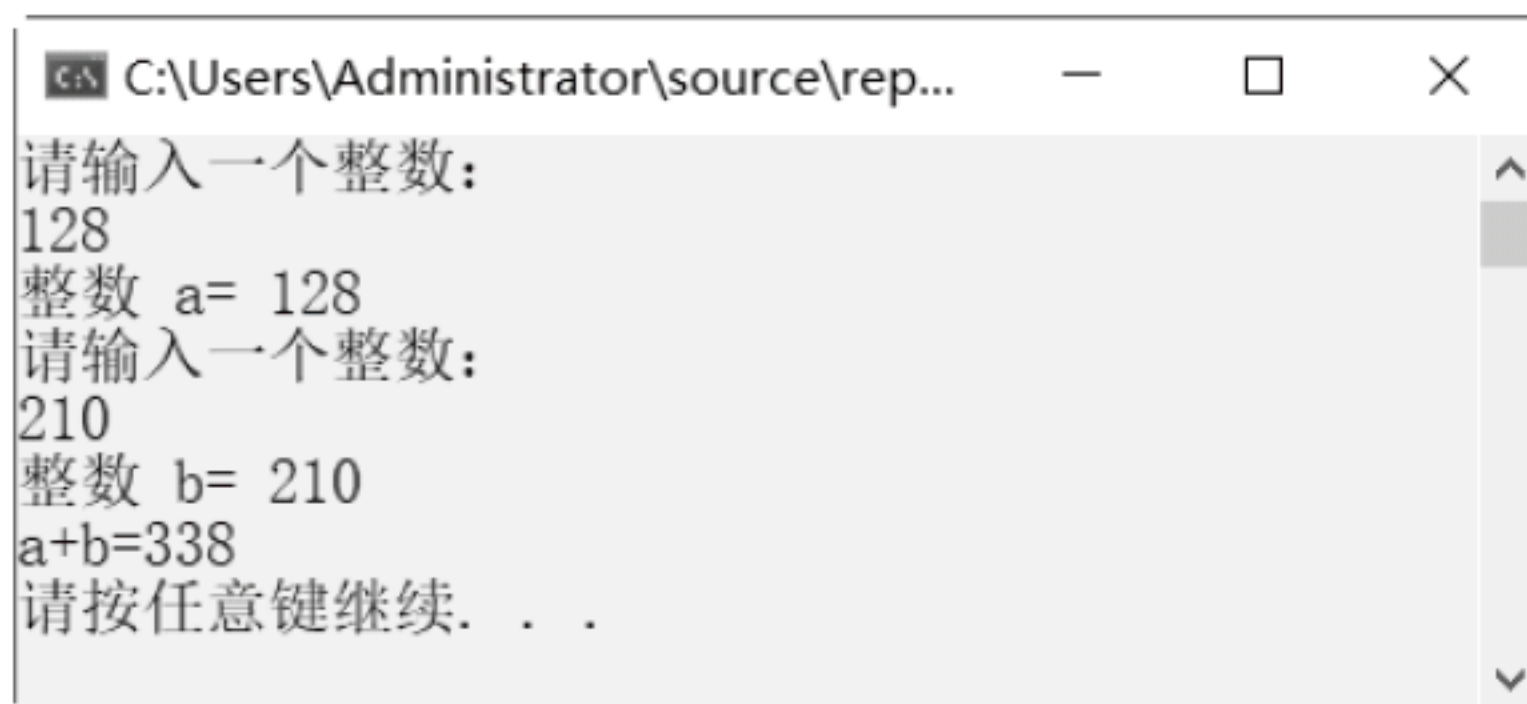 C:\Users\Administrator\source\rep...
请输入一个整数：
128
整数 a= 128
请输入一个整数：
210
整数 b= 210
a+b=338
请按任意键继续. . .